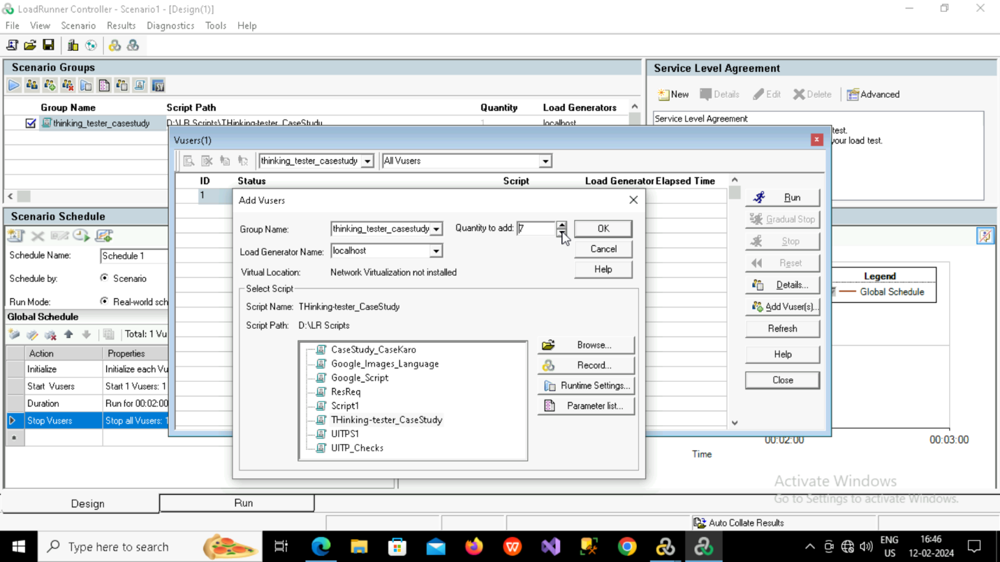 LoadRunner Controller - Scenario1 - [Design(1)]
File View Scenario Results Diagnostics Tools Help
Scenario Groups
Group Name Script Path Quantity Load Generators
thinking_tester_casestudy D:\LR Scripts\THinking-tester_CaseStudy 1 localhost
Service Level Agreement
New Details Edit Delete Advanced
Service Level Agreement
test.
your load test.
Vusers(1)
thinking_tester_casestudy All Vusers
ID Status Script Load Generator Elapsed Time
1
Run
Gradual Stop
Stop
Reset
Details...
Add Vuser(s)...
Refresh
Help
Close
Add Vusers
Group Name: thinking_tester_casestudy Quantity to add: 7 OK
Load Generator Name: localhost Cancel
Virtual Location: Network Virtualization not installed Help
Select Script
Script Name: THinking-tester_CaseStudy
Script Path: D:\LR Scripts
CaseStudy_CaseKaro
Google_Images_Language
Google_Script
ResReq
Script1
THinking-tester_CaseStudy
UITPS1
UITP_Checks
Browse...
Record...
Runtime Settings...
Parameter list...
Scenario Schedule
Schedule Name: Schedule 1
Schedule by: Scenario
Run Mode: Real-world sch
Global Schedule
Total: 1 Vu
Action Properties
Initialize Initialize each Vu
Start Vusers Start 1 Vusers: 1
Duration Run for 00:02:00
Stop Vusers Stop all Vusers: 1
*
Legend
Global Schedule
00:02:00 00:03:00
Time
Activate Windows
Go to Settings to activate Windows.
Design Run
Auto Collate Results
Type here to search
ENG
US
16:46
12-02-2024